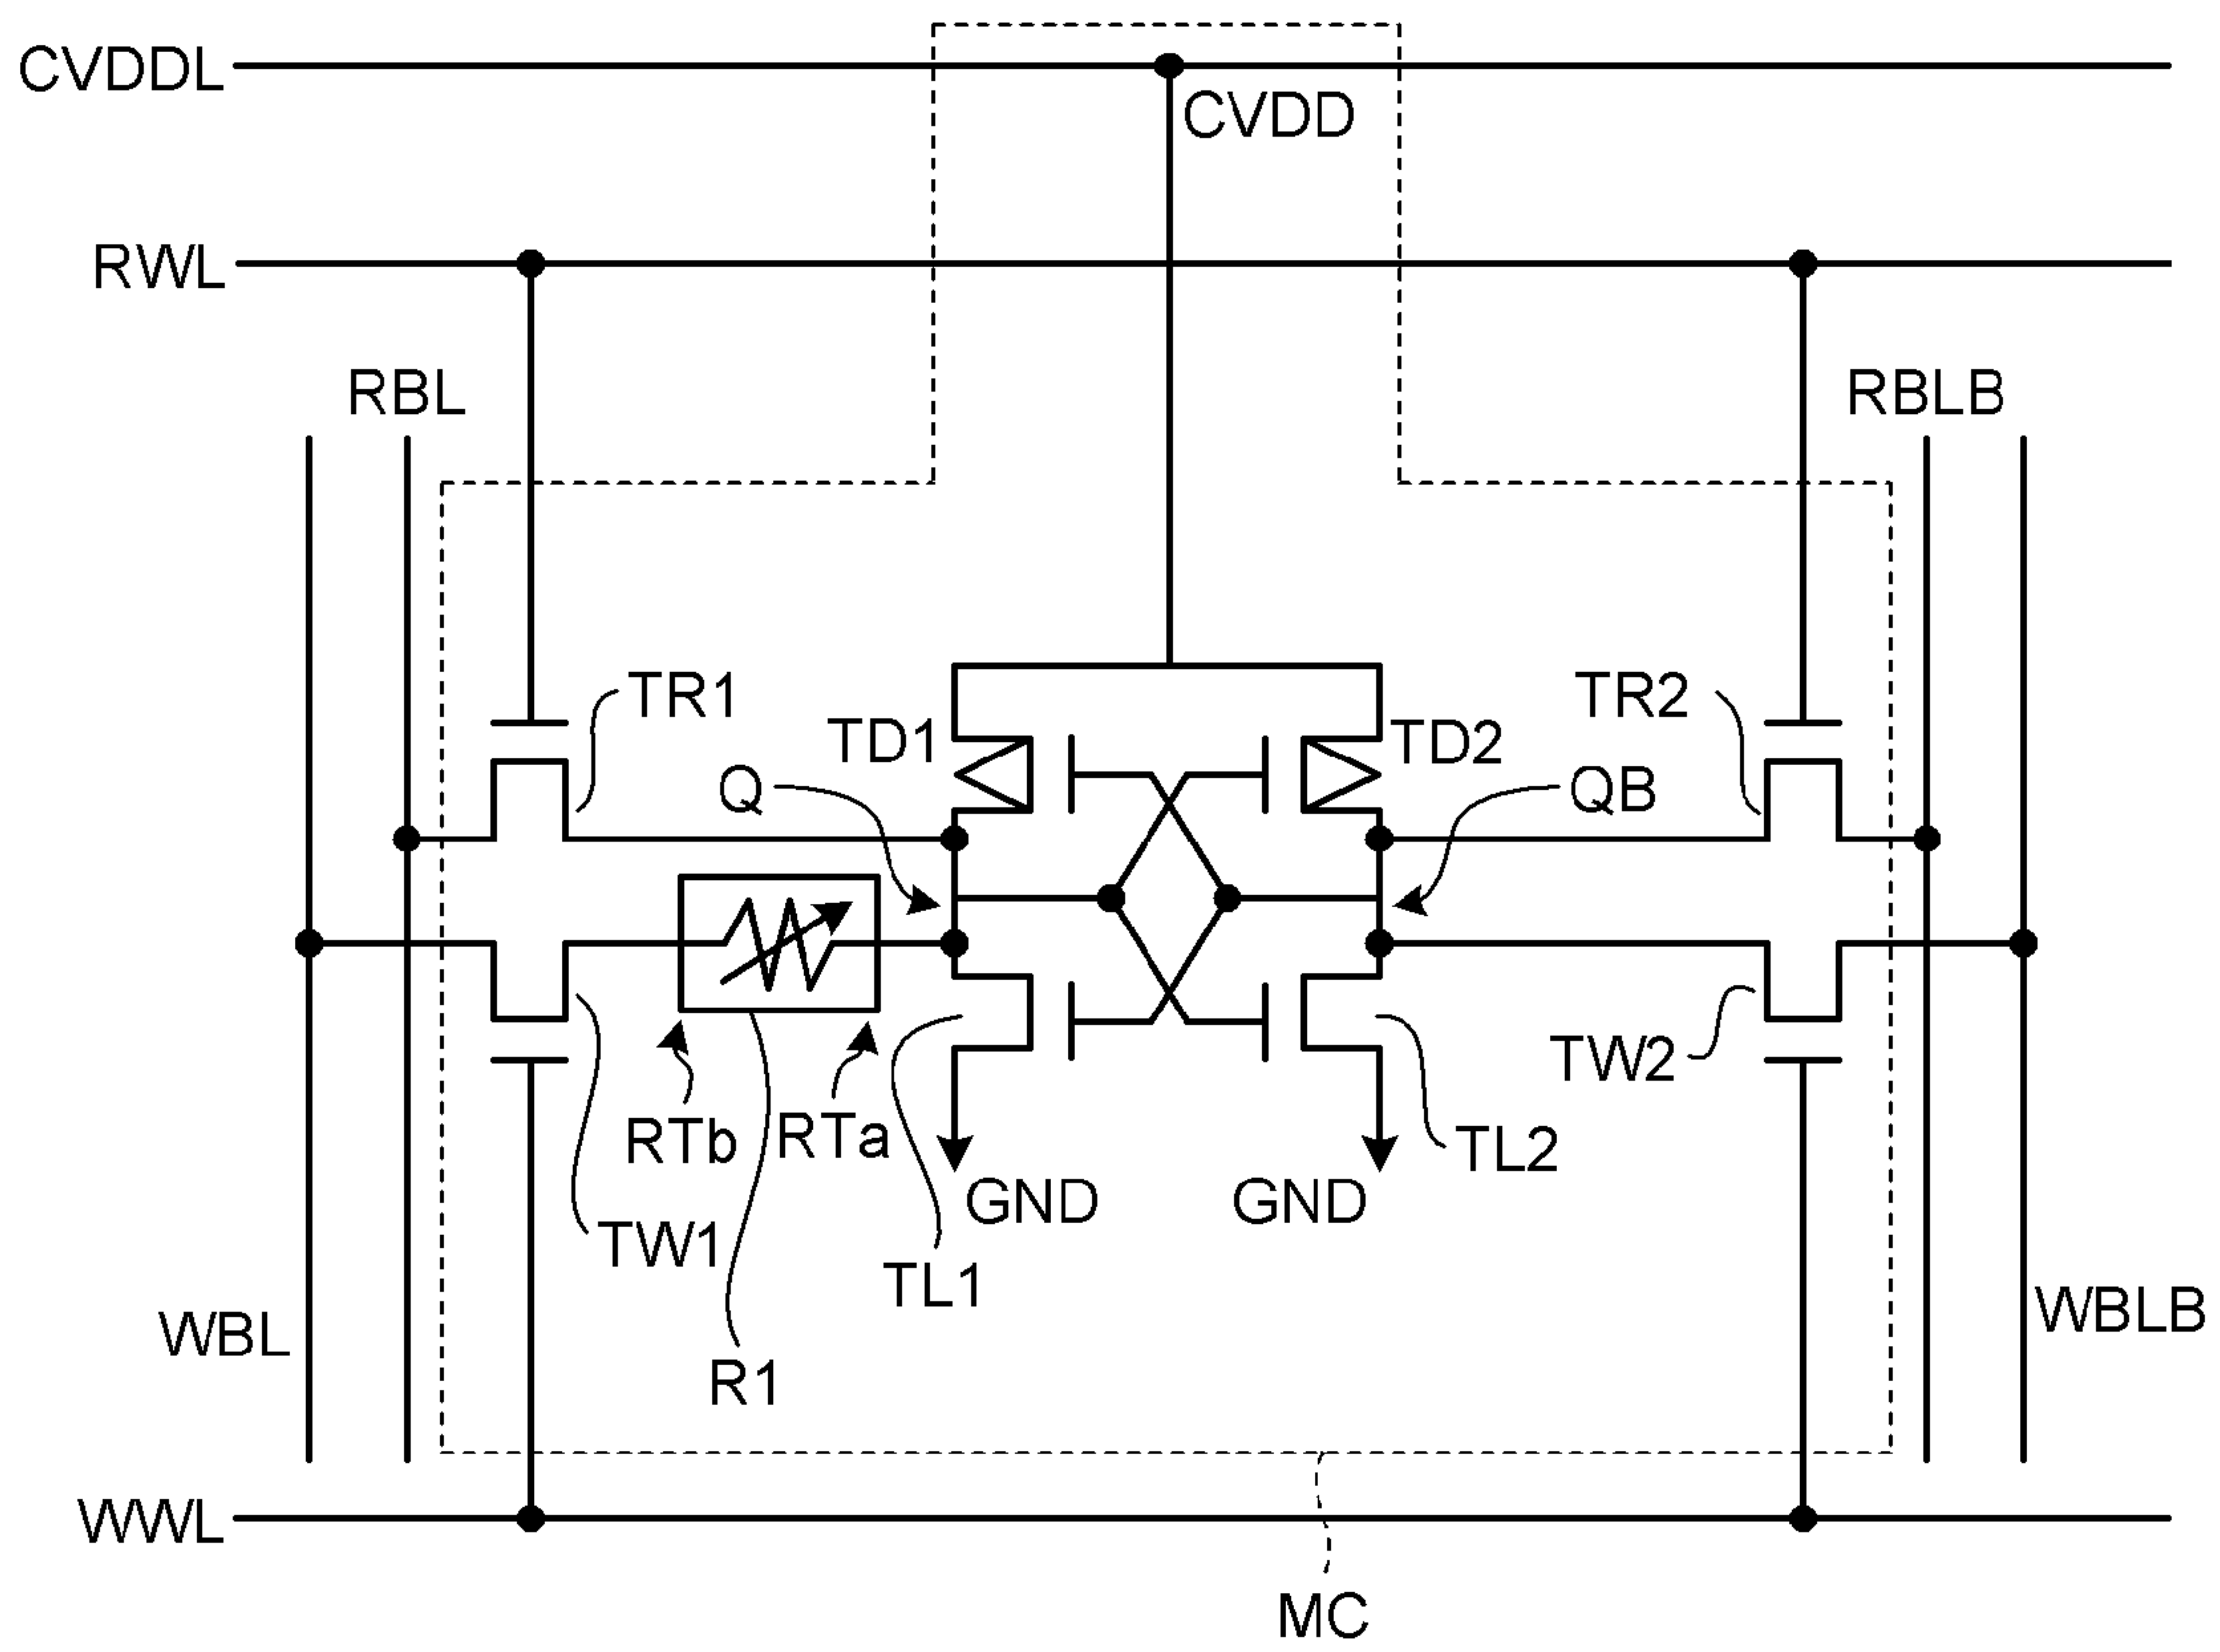 CVDDL
CVDD
RWL
RBL
RBLB
TR1
TD1
TD2
TR2
Q
QB
RTb
RTa
TW1
TL1
GND
GND
TL2
TW2
R1
WBL
WBLB
WWL
MC